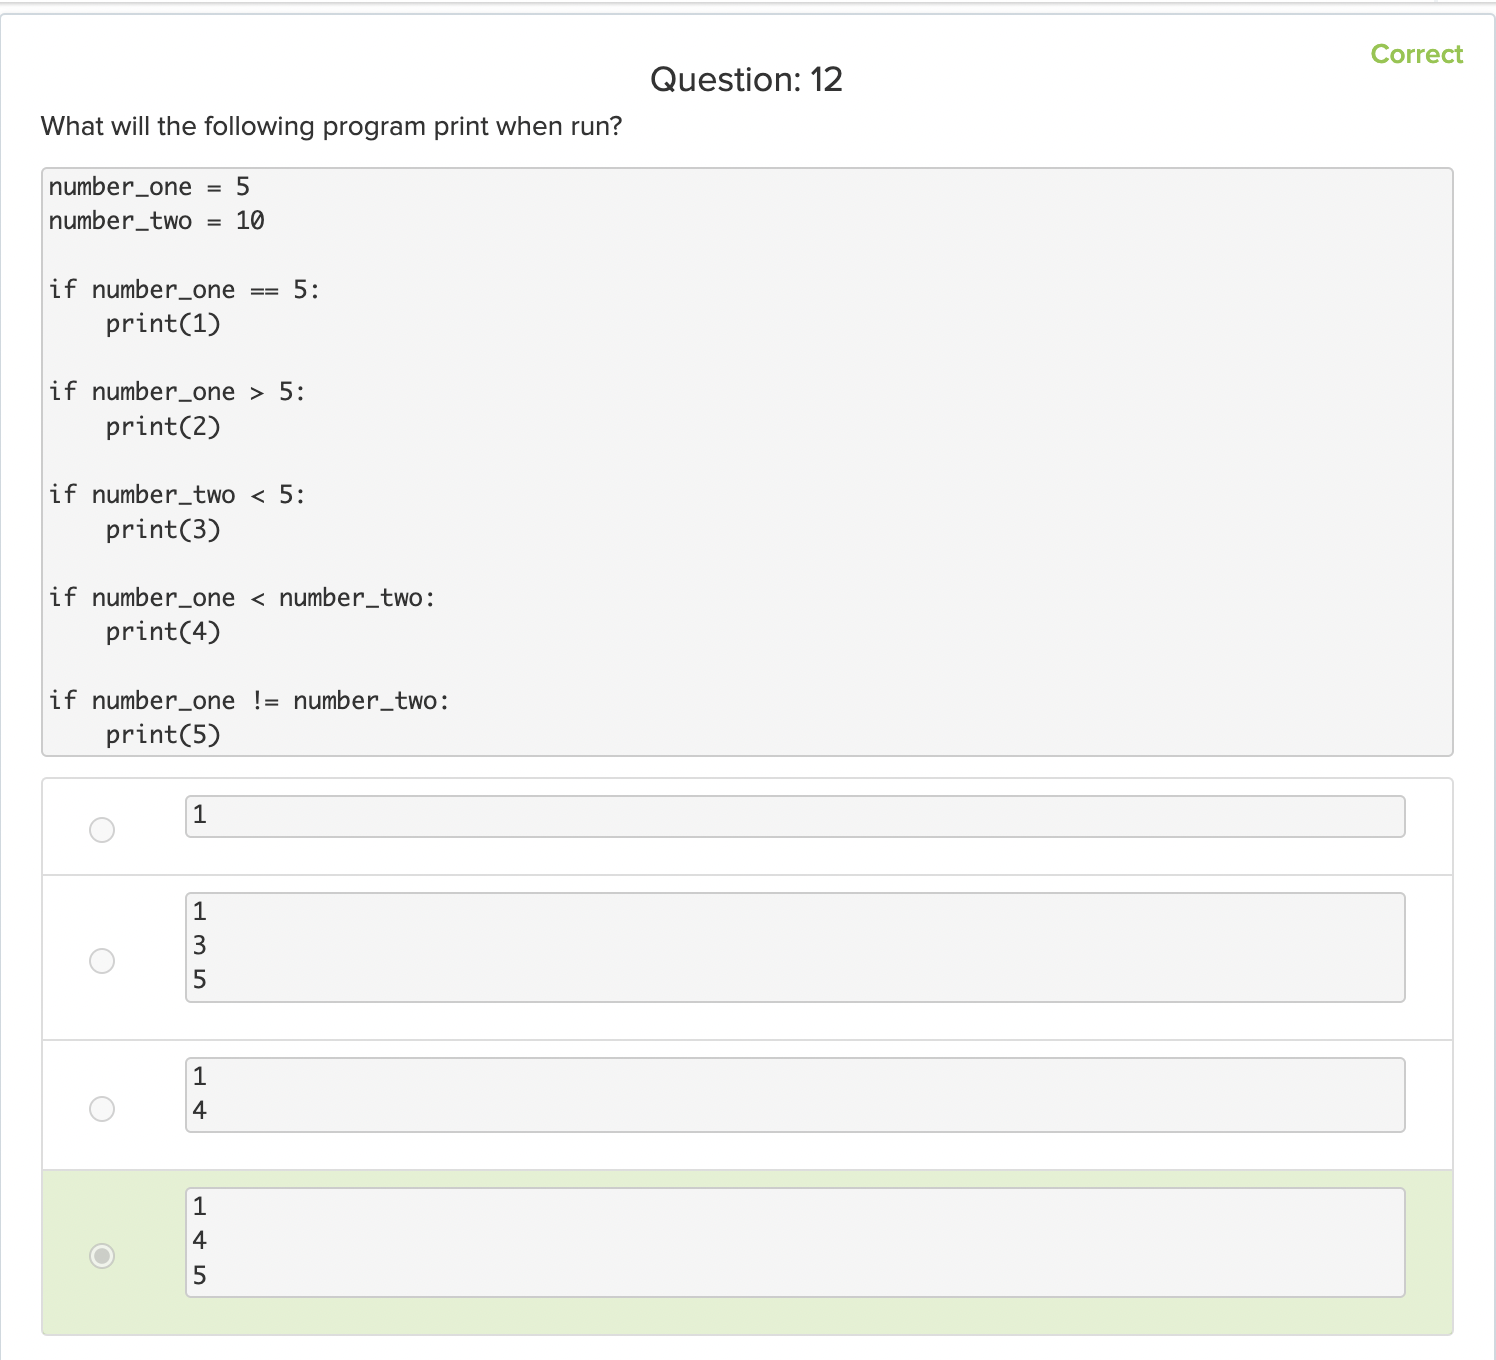 Correct
Question: 12
What will the following program print when run?
number_one = 5
number_two = 10

if number_one == 5:
    print(1)

if number_one > 5:
    print(2)

if number_two < 5:
    print(3)

if number_one < number_two:
    print(4)

if number_one != number_two:
    print(5)
1
1
3
5
1
4
1
4
5